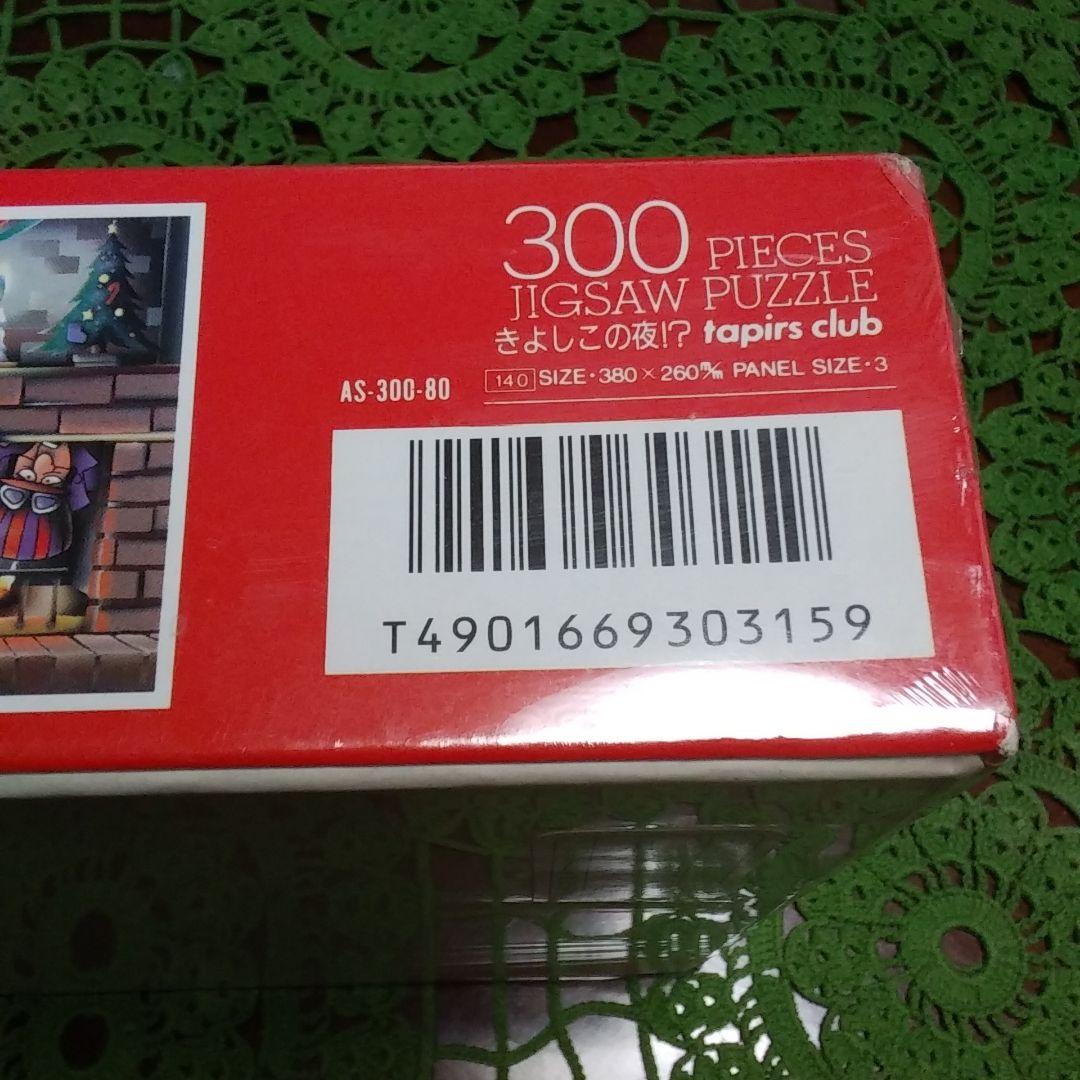 300 PIECES
JIGSAW PUZZLE
きよしこの夜!? tapirs club
AS-300-80 140 SIZE・380×260㎜ PANEL SIZE・3
T4901669303159